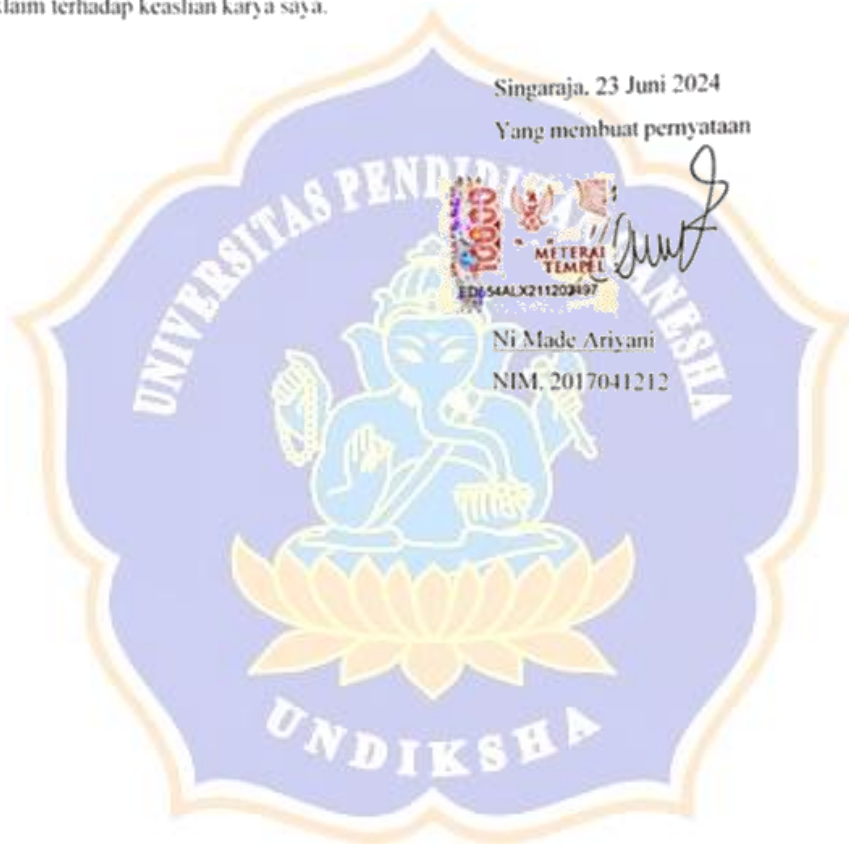 klaim terhadap keaslian karya saya.
Singaraja, 23 Juni 2024
Yang membuat pernyataan
UNIVERSITAS PENDIDIKAN GANESHA
10000
METERAI
TEMPEL
Ni Made Ariyani
NIM. 2017041212
UNDIKSHA